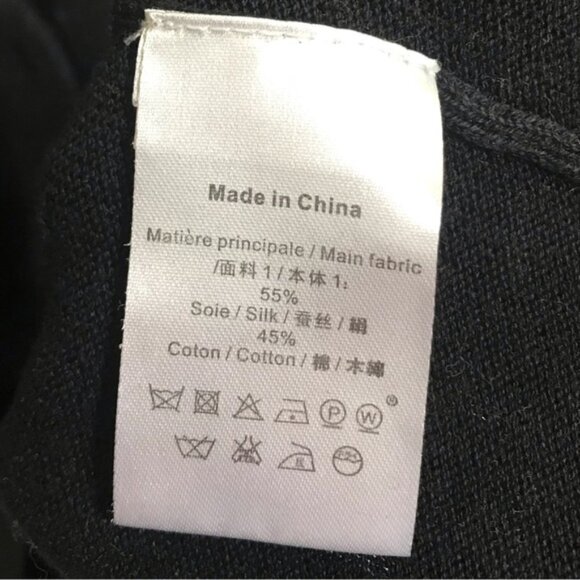 Made in China
Matière principale / Main fabric
/面料 1 / 本体 1:
55%
Soie / Silk / 蚕丝 / 絹
45%
Coton / Cotton / 棉 / 木綿
P W ®